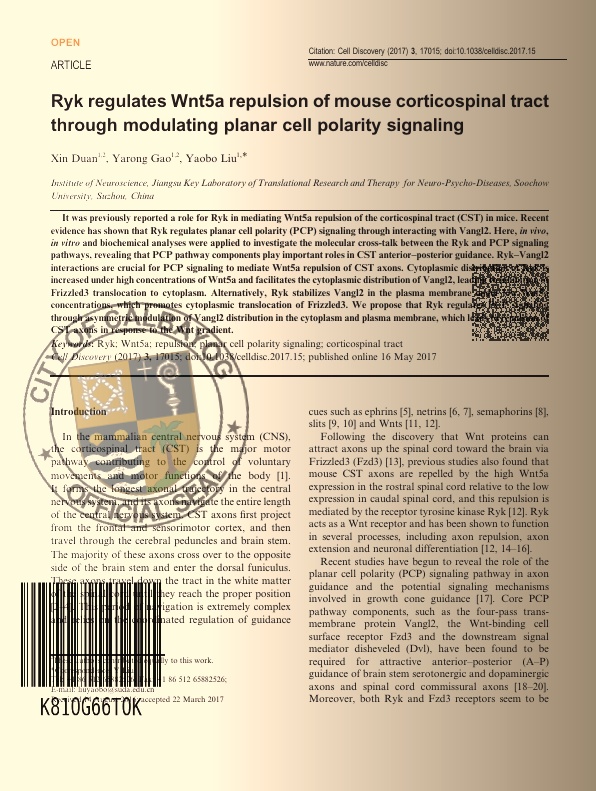 OPEN
Citation: Cell Discovery (2017) 3, 17015; doi:10.1038/celldisc.2017.15
www.nature.com/celldisc
ARTICLE
Ryk regulates Wnt5a repulsion of mouse corticospinal tract
through modulating planar cell polarity signaling
Xin Duan1,2, Yarong Gao1,2, Yaobo Liu1,*
Institute of Neuroscience, Jiangsu Key Laboratory of Translational Research and Therapy for Neuro-Psycho-Diseases, Soochow
University, Suzhou, China
It was previously reported a role for Ryk in mediating Wnt5a repulsion of the corticospinal tract (CST) in mice. Recent
evidence has shown that Ryk regulates planar cell polarity (PCP) signaling through interacting with Vangl2. Here, in vivo,
in vitro and biochemical analyses were applied to investigate the molecular cross-talk between the Ryk and PCP signaling
pathways, revealing that PCP pathway components play important roles in CST anterior–posterior guidance. Ryk–Vangl2
interactions are crucial for PCP signaling to mediate Wnt5a repulsion of CST axons. Cytoplasmic
increased under high concentrations of Wnt5a and facilitates the cytoplasmic distribution of Vangl2,
Frizzled3 translocation to cytoplasm. Alternatively, Ryk stabilizes Vangl2 in the plasma membrane
concentrations, which promotes cytoplasmic translocation of Frizzled3. We propose that Ryk
through asymmetric modulation of Vangl2 distribution in the cytoplasm and plasma membrane, which
CST axons in response to the Wnt gradient.
Keywords: Ryk; Wnt5a; repulsion; planar cell polarity signaling; corticospinal tract
Cell Discovery (2017) 3, 17015; doi:10.1038/celldisc.2017.15; published online 16 May 2017
Introduction
In the mammalian central nervous system (CNS),
the corticospinal tract (CST) is the major motor
pathway contributing to the control of voluntary
movements and motor functions of the body [1].
It forms the longest axonal trajectory in the central
nervous system, and its axons navigate the entire length
of the central nervous system. CST axons first project
from the frontal and sensorimotor cortex, and then
travel through the cerebral peduncles and brain stem.
The majority of these axons cross over to the opposite
side of the brain stem and enter the dorsal funiculus.
These axons travel down the tract in the white matter
of the spinal cord until they reach the proper position
This period of navigation is extremely complex
and relies on the coordinated regulation of guidance
equally to this work.
86 512 65882526;
E-mail: liuyaobo@suda.edu.cn
accepted 22 March 2017
cues such as ephrins [5], netrins [6, 7], semaphorins [8],
slits [9, 10] and Wnts [11, 12].
Following the discovery that Wnt proteins can
attract axons up the spinal cord toward the brain via
Frizzled3 (Fzd3) [13], previous studies also found that
mouse CST axons are repelled by the high Wnt5a
expression in the rostral spinal cord relative to the low
expression in caudal spinal cord, and this repulsion is
mediated by the receptor tyrosine kinase Ryk [12]. Ryk
acts as a Wnt receptor and has been shown to function
in several processes, including axon repulsion, axon
extension and neuronal differentiation [12, 14–16].
Recent studies have begun to reveal the role of the
planar cell polarity (PCP) signaling pathway in axon
guidance and the potential signaling mechanisms
involved in growth cone guidance [17]. Core PCP
pathway components, such as the four-pass trans-
membrane protein Vangl2, the Wnt-binding cell
surface receptor Fzd3 and the downstream signal
mediator disheveled (Dvl), have been found to be
required for attractive anterior–posterior (A–P)
guidance of brain stem serotonergic and dopaminergic
axons and spinal cord commissural axons [18–20].
Moreover, both Ryk and Fzd3 receptors seem to be
K810G66T0K